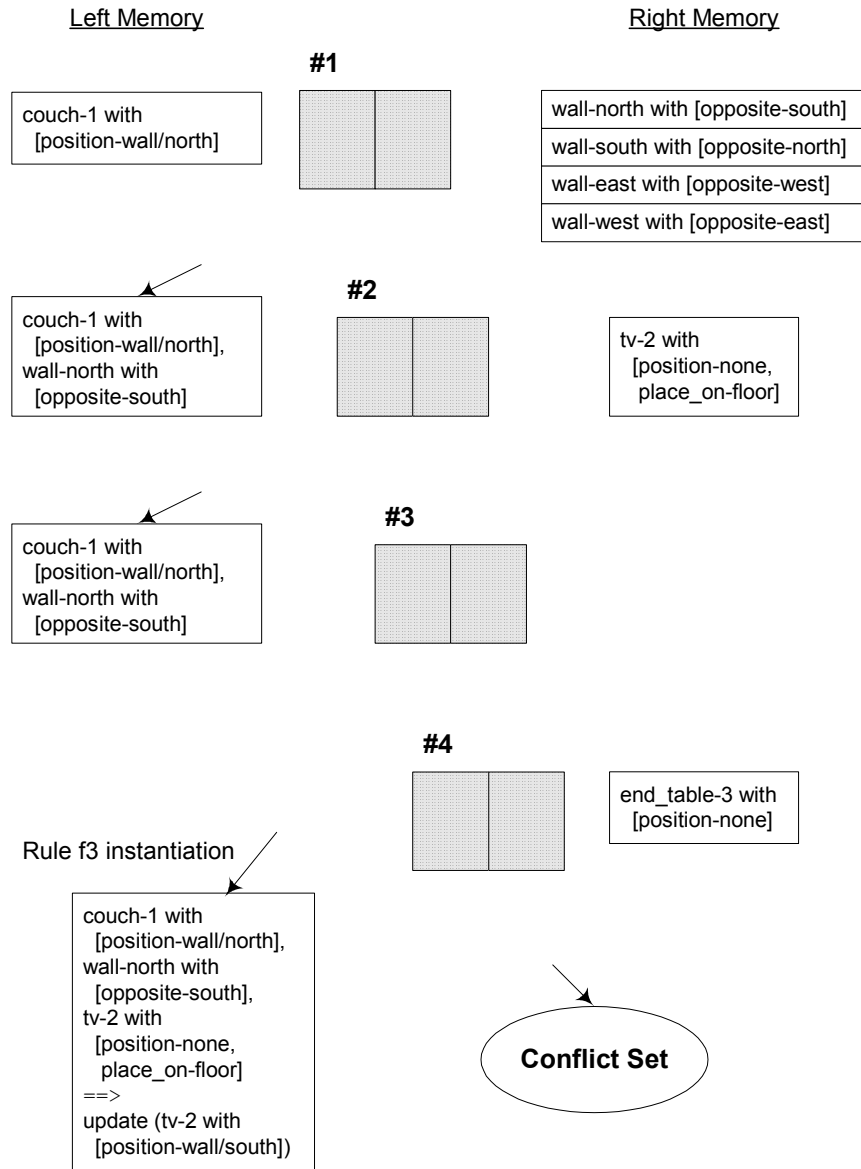 Left Memory
Right Memory
#1
couch-1 with
[position-wall/north]
wall-north with [opposite-south]
wall-south with [opposite-north]
wall-east with [opposite-west]
wall-west with [opposite-east]
#2
couch-1 with
[position-wall/north],
wall-north with
[opposite-south]
tv-2 with
[position-none,
place_on-floor]
#3
couch-1 with
[position-wall/north],
wall-north with
[opposite-south]
#4
end_table-3 with
[position-none]
Rule f3 instantiation
couch-1 with
[position-wall/north],
wall-north with
[opposite-south],
tv-2 with
[position-none,
place_on-floor]
==>
update (tv-2 with
[position-wall/south])
Conflict Set